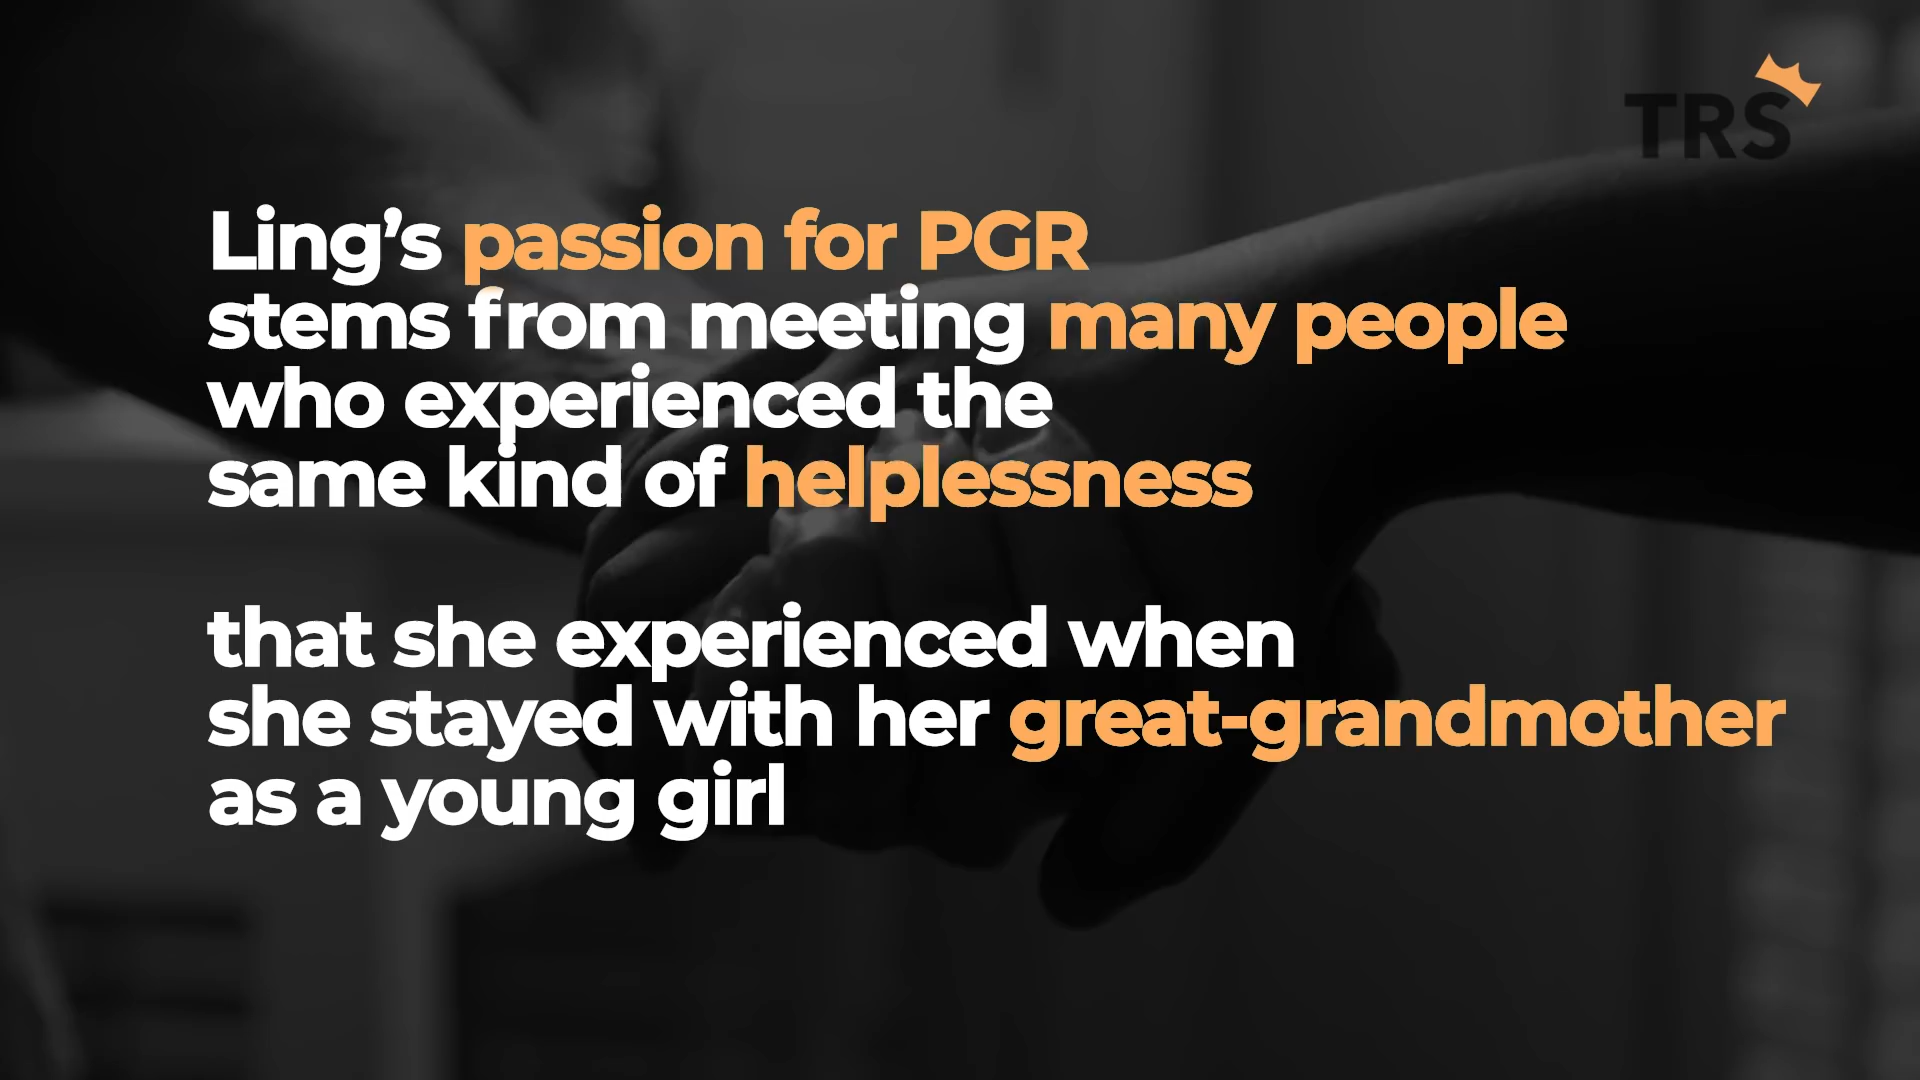 TRS
Ling’s passion for PGR
stems from meeting many people
who experienced the
same kind of helplessness
that she experienced when
she stayed with her great-grandmother
as a young girl